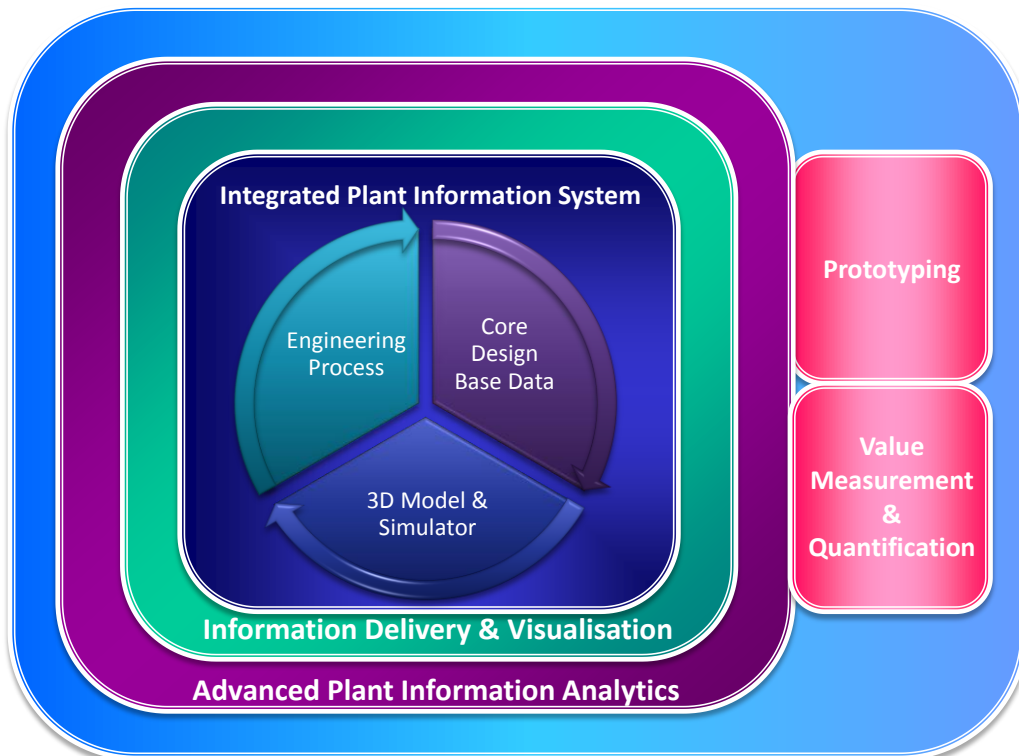 Integrated Plant Information System
Engineering
Process
Core
Design
Base Data
3D Model &
Simulator
Information Delivery & Visualisation
Advanced Plant Information Analytics
Prototyping
Value
Measurement
&
Quantification